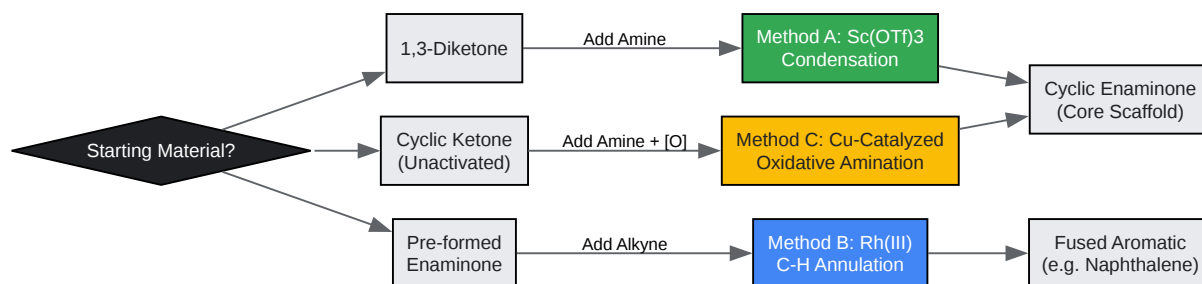 Starting Material?
1,3-Diketone
Add Amine
Method A: Sc(OTf)3
Condensation
Cyclic Ketone
(Unactivated)
Add Amine + [O]
Method C: Cu-Catalyzed
Oxidative Amination
Cyclic Enaminone
(Core Scaffold)
Pre-formed
Enaminone
Add Alkyne
Method B: Rh(III)
C-H Annulation
Fused Aromatic
(e.g. Naphthalene)